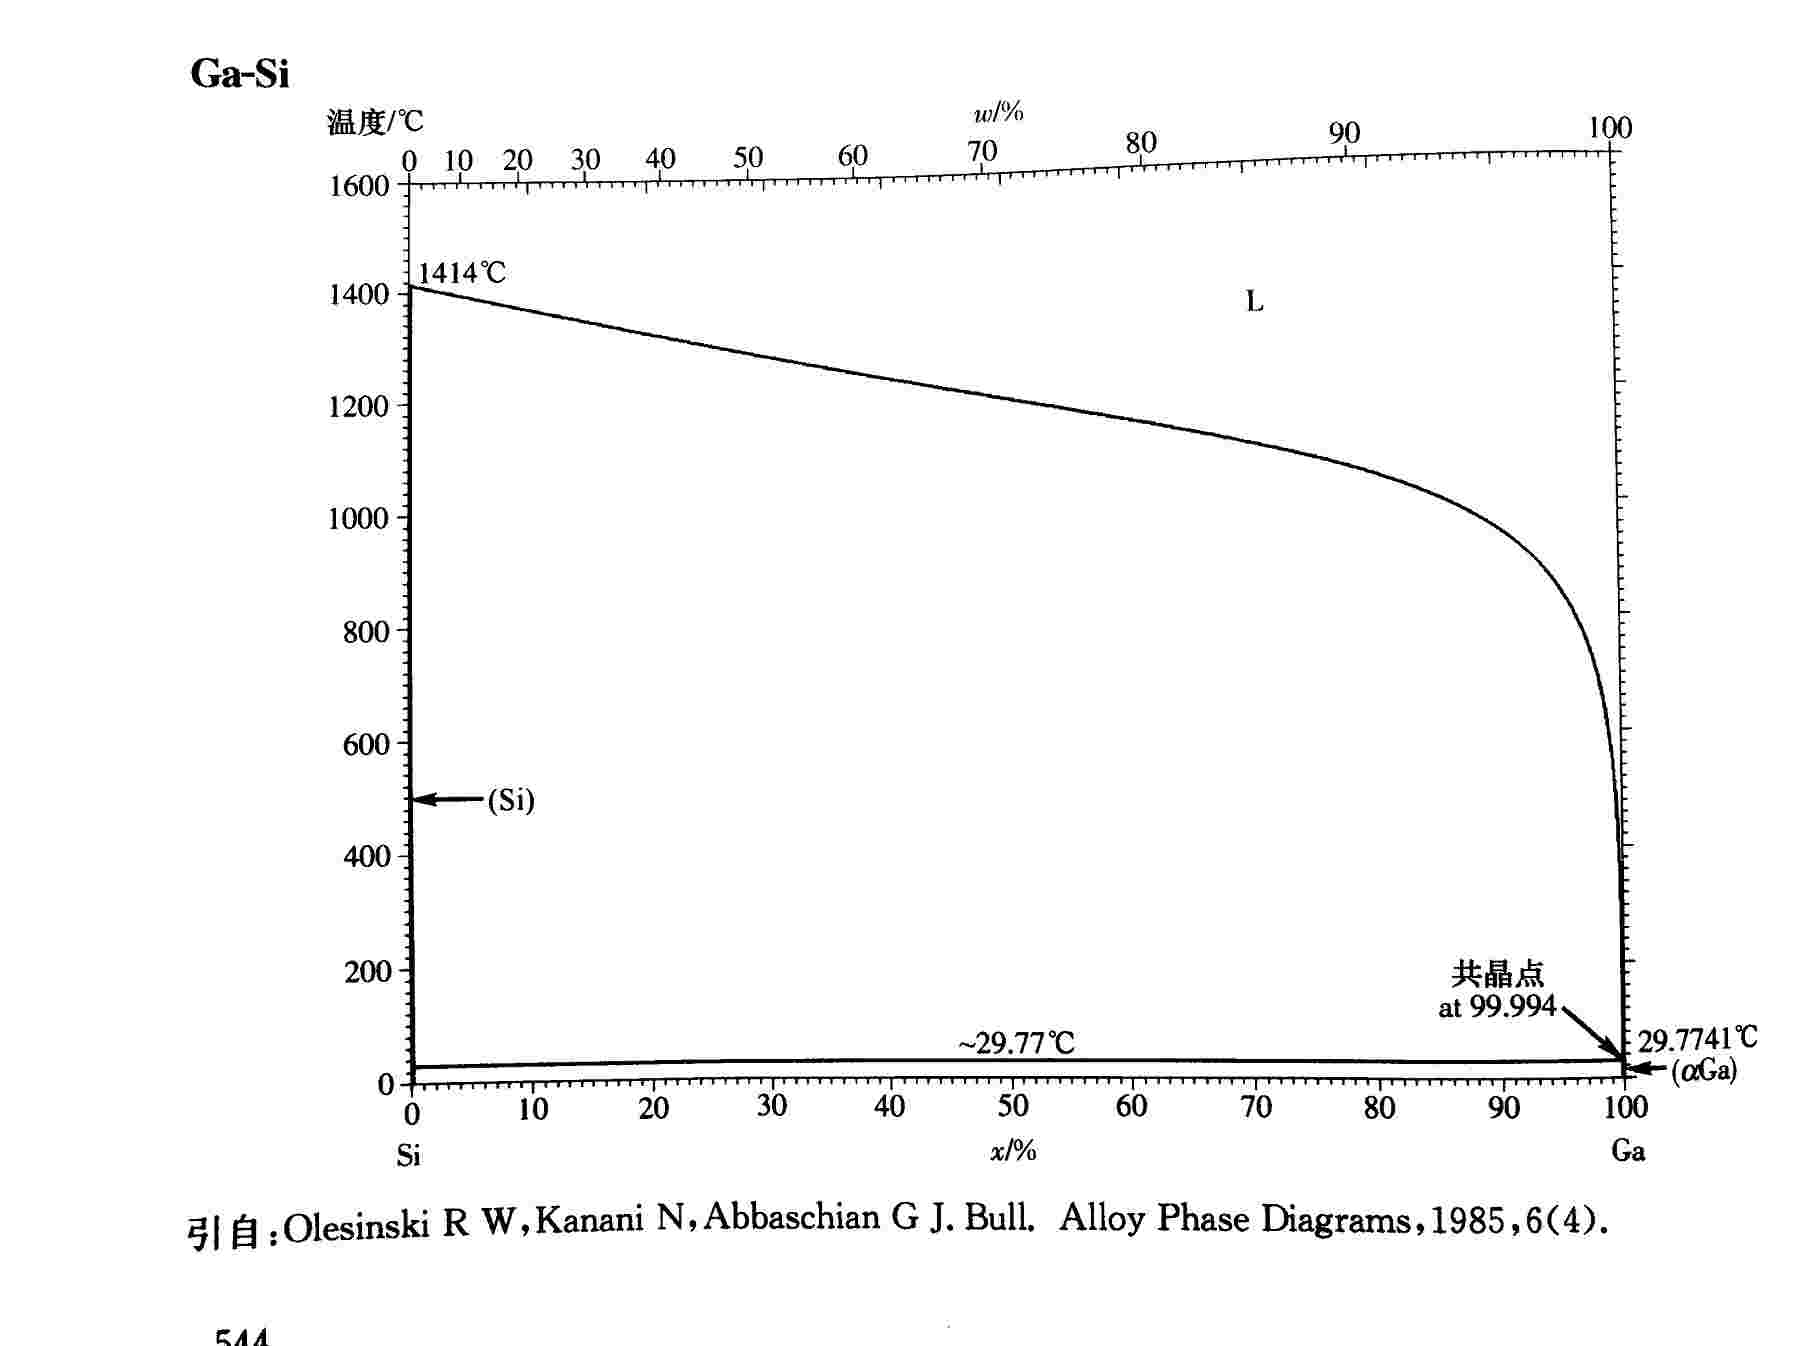 Ga-Si
温度/℃
w/%
0 10 20 30 40 50 60 70 80 90 100
1600
1414℃
1400
L
1200
1000
800
600
(Si)
400
200
共晶点
at 99.994
~29.77℃
29.7741℃
(αGa)
0
0 10 20 30 40 50 60 70 80 90 100
Si x/% Ga
引自:Olesinski R W,Kanani N,Abbaschian G J. Bull. Alloy Phase Diagrams,1985,6(4).
544